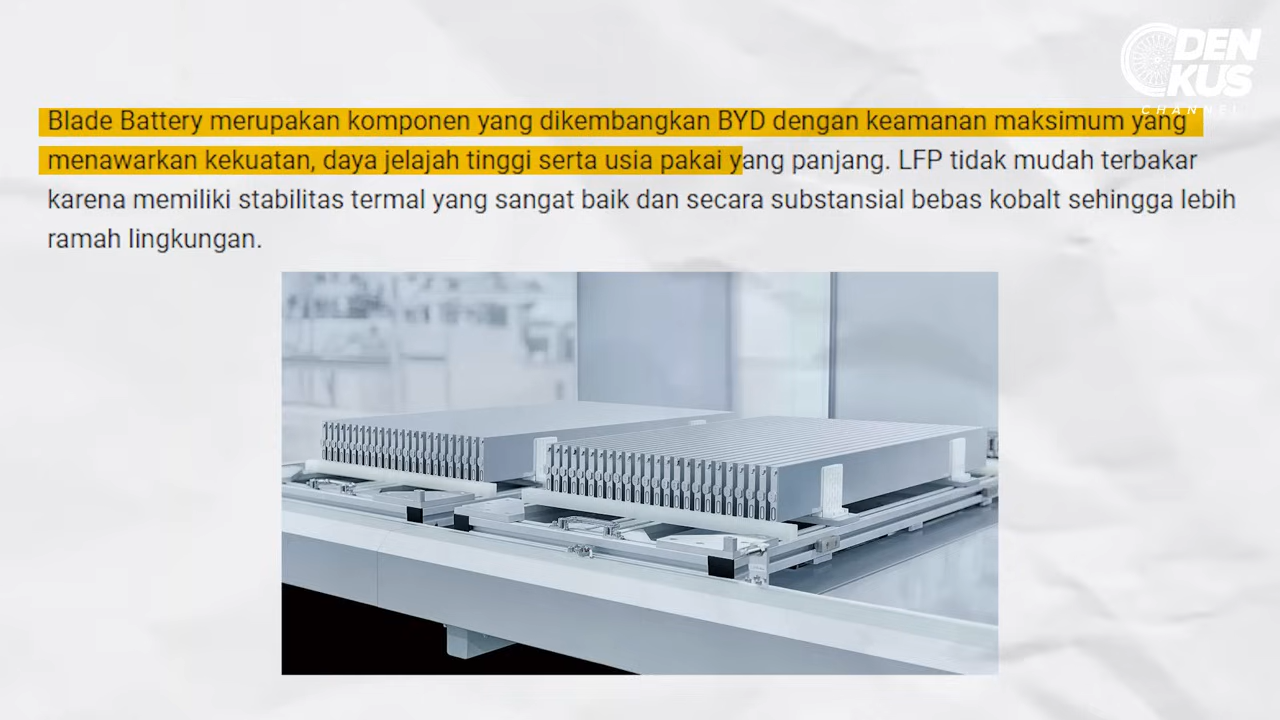 DEN
KUS
CHANNEL
Blade Battery merupakan komponen yang dikembangkan BYD dengan keamanan maksimum yang
menawarkan kekuatan, daya jelajah tinggi serta usia pakai yang panjang. LFP tidak mudah terbakar
karena memiliki stabilitas termal yang sangat baik dan secara substansial bebas kobalt sehingga lebih
ramah lingkungan.